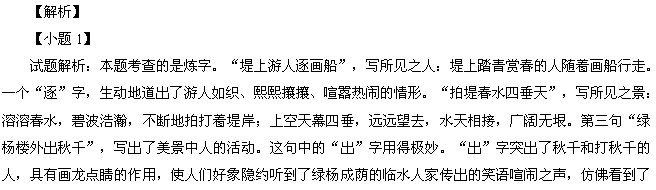 【解析】
【小题1】
试题解析：本题考查的是炼字。“堤上游人逐画船”，写所见之人：堤上踏青赏春的人随着画船行走。
一个“逐”字，生动地道出了游人如织、熙熙攘攘、喧嚣热闹的情形。“拍堤春水四垂天”，写所见之景：
溶溶春水，碧波浩瀚，不断地拍打着堤岸；上空天幕四垂，远远望去，水天相接，广阔无垠。第三句“绿
杨楼外出秋千”，写出了美景中人的活动。这句中的“出”字用得极妙。“出”字突出了秋千和打秋千的
人，具有画龙点睛的作用，使人们好象隐约听到了绿杨成荫的临水人家传出的笑语喧闹之声，仿佛看到了